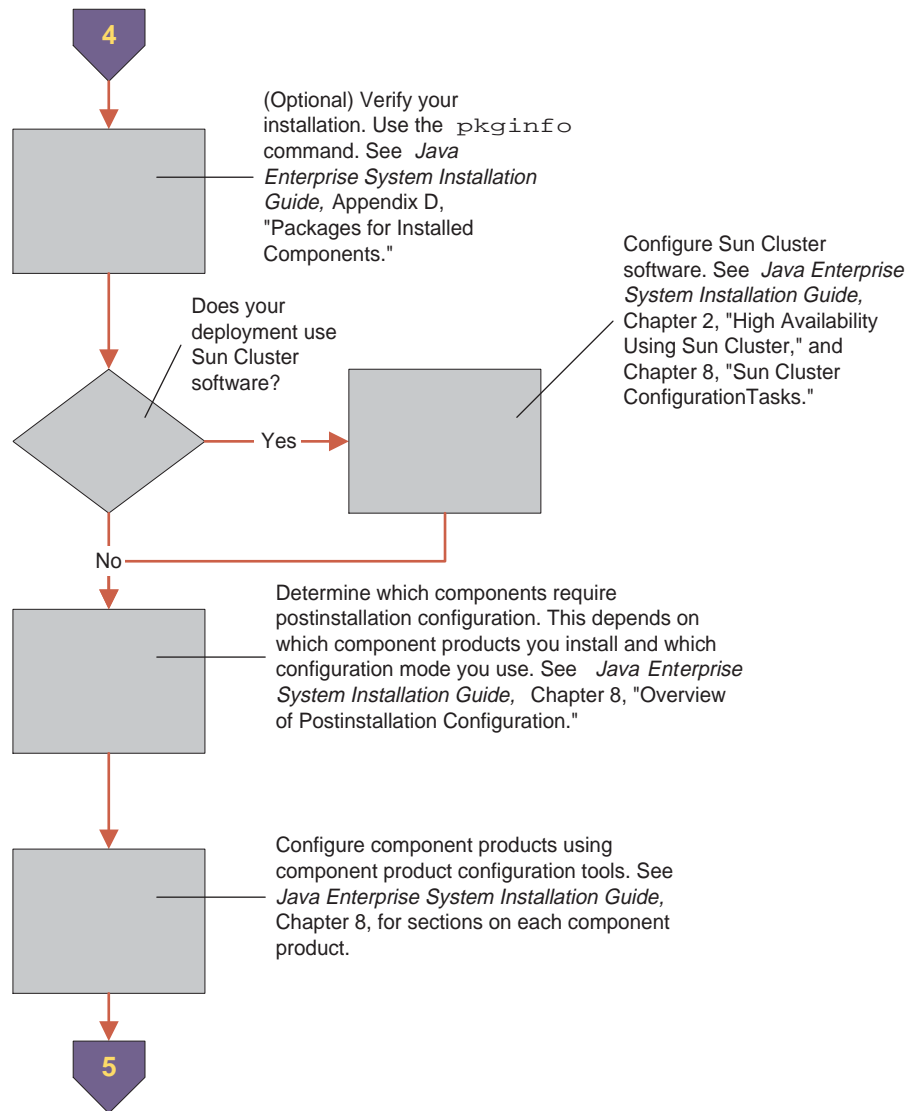 4
(Optional) Verify your
installation. Use the pkginfo
command. See Java
Enterprise System Installation
Guide, Appendix D,
"Packages for Installed
Components."
Configure Sun Cluster
software. See Java Enterprise
System Installation Guide,
Chapter 2, "High Availability
Using Sun Cluster," and
Chapter 8, "Sun Cluster
ConfigurationTasks."
Does your
deployment use
Sun Cluster
software?
Yes
No
Determine which components require
postinstallation configuration. This depends on
which component products you install and which
configuration mode you use. See Java Enterprise
System Installation Guide, Chapter 8, "Overview
of Postinstallation Configuration."
Configure component products using
component product configuration tools. See
Java Enterprise System Installation Guide,
Chapter 8, for sections on each component
product.
5